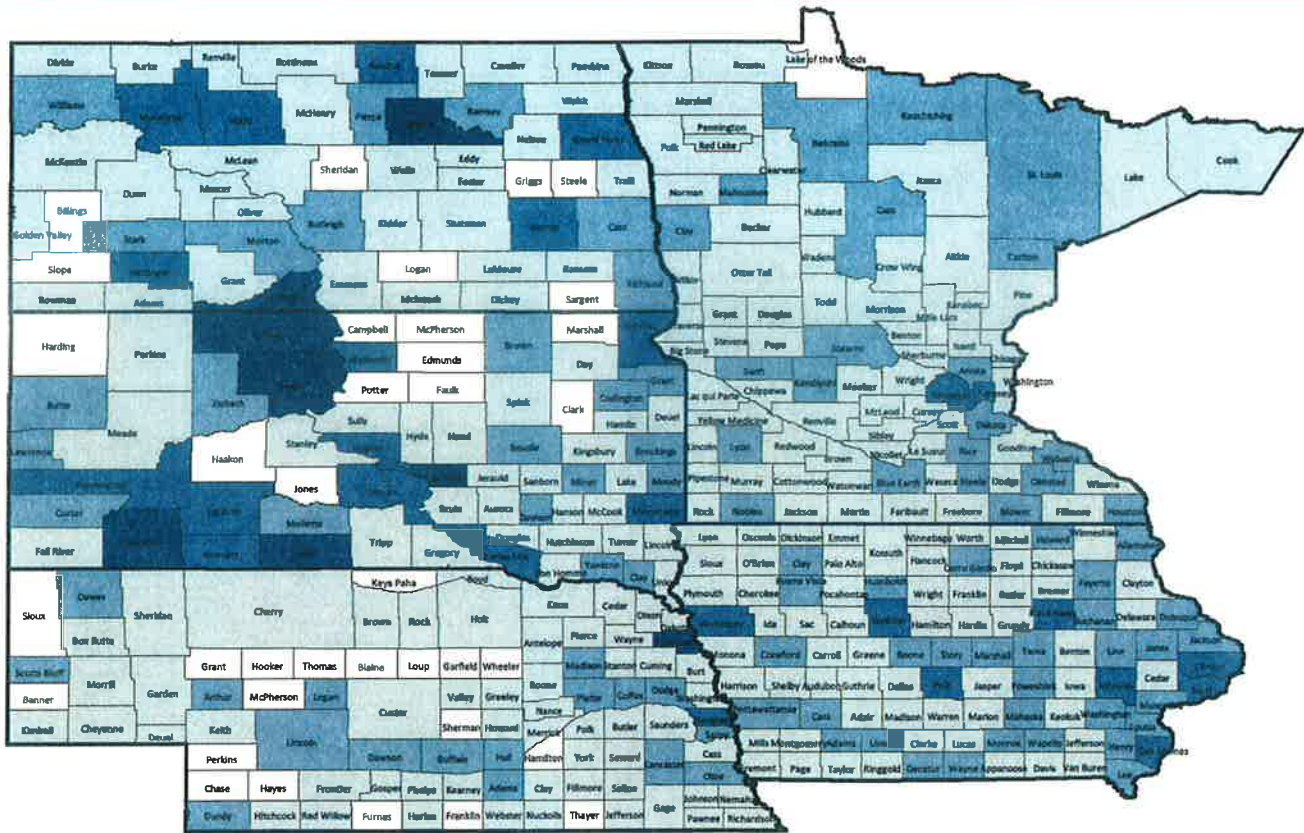 Divide
Burke
Renville
Bottineau
Towner
Cavalier
Pembina
Kittson
Roseau
Lake of the Woods
Williams
McHenry
Pierce
Ramsey
Walsh
Marshall
Koochiching
Nelson
Grand Forks
Pennington
Red Lake
Polk
Beltrami
St. Louis
Cook
Lake
McKenzie
McLean
Sheridan
Wells
Eddy
Foster
Griggs
Steele
Traill
Clearwater
Itasca
Dunn
Mercer
Oliver
Norman
Mahnomen
Hubbard
Cass
Billings
Golden Valley
Stark
Morton
Burleigh
Kidder
Stutsman
Barnes
Cass
Clay
Becker
Wadena
Crow Wing
Aitkin
Carlton
Slope
Hettinger
Grant
Emmons
Logan
LaMoure
Ransom
Richland
Otter Tail
Todd
Morrison
Pine
Bowman
Adams
McIntosh
Dickey
Sargent
Grant
Douglas
Mille Lacs
Kanabec
Benton
Harding
Perkins
Campbell
McPherson
Brown
Marshall
Big Stone
Stevens
Pope
Stearns
Sherburne
Isanti
Edmunds
Day
Grant
Swift
Kandiyohi
Meeker
Wright
Anoka
Washington
Butte
Ziebach
Potter
Faulk
Spink
Clark
Codington
Hamlin
Deuel
Lac qui Parle
Chippewa
Renville
McLeod
Carver
Scott
Dakota
Meade
Sully
Hyde
Hand
Yellow Medicine
Sibley
Lawrence
Haakon
Stanley
Beadle
Kingsbury
Brookings
Lincoln
Lyon
Redwood
Brown
Nicollet
Le Sueur
Rice
Goodhue
Wabasha
Jones
Jerauld
Sanborn
Miner
Lake
Moody
Pipestone
Murray
Cottonwood
Watonwan
Blue Earth
Waseca
Steele
Dodge
Olmsted
Winona
Custer
Mellette
Brule
Aurora
Hanson
McCook
Rock
Nobles
Jackson
Martin
Faribault
Freeborn
Mower
Fillmore
Houston
Fall River
Tripp
Gregory
Douglas
Hutchinson
Turner
Lincoln
Lyon
Osceola
Dickinson
Emmet
Kossuth
Winnebago
Worth
Mitchell
Howard
Winneshiek
Yankton
Clay
Union
Sioux
O'Brien
Clay
Palo Alto
Hancock
Cerro Gordo
Floyd
Chickasaw
Sioux
Dawes
Sheridan
Cherry
Keya Paha
Boyd
Knox
Cedar
Dixon
Plymouth
Cherokee
Buena Vista
Pocahontas
Humboldt
Wright
Franklin
Butler
Bremer
Fayette
Clayton
Box Butte
Brown
Rock
Holt
Antelope
Pierce
Wayne
Ida
Sac
Calhoun
Hamilton
Hardin
Grundy
Buchanan
Delaware
Dubuque
Scotts Bluff
Grant
Hooker
Thomas
Blaine
Loup
Garfield
Wheeler
Madison
Stanton
Cuming
Burt
Monona
Crawford
Carroll
Greene
Boone
Story
Marshall
Tama
Benton
Linn
Jones
Jackson
Banner
Morrill
Garden
Arthur
McPherson
Logan
Custer
Valley
Greeley
Boone
Platte
Colfax
Dodge
Washington
Harrison
Shelby
Audubon
Guthrie
Dallas
Polk
Jasper
Poweshiek
Iowa
Cedar
Kimball
Cheyenne
Deuel
Keith
Lincoln
Sherman
Howard
Nance
Merrick
Polk
Butler
Saunders
Pottawattamie
Cass
Adair
Madison
Warren
Marion
Mahaska
Keokuk
Washington
Perkins
Dawson
Buffalo
Hall
Hamilton
York
Seward
Lancaster
Cass
Otoe
Mills
Montgomery
Adams
Clarke
Lucas
Monroe
Wapello
Jefferson
Henry
Des Moines
Chase
Hayes
Frontier
Gosper
Phelps
Kearney
Adams
Clay
Fillmore
Saline
Gage
Johnson
Nemaha
Fremont
Page
Taylor
Ringgold
Decatur
Wayne
Appanoose
Davis
Van Buren
Lee
Dundy
Hitchcock
Red Willow
Furnas
Harlan
Franklin
Webster
Nuckolls
Thayer
Jefferson
Pawnee
Richardson